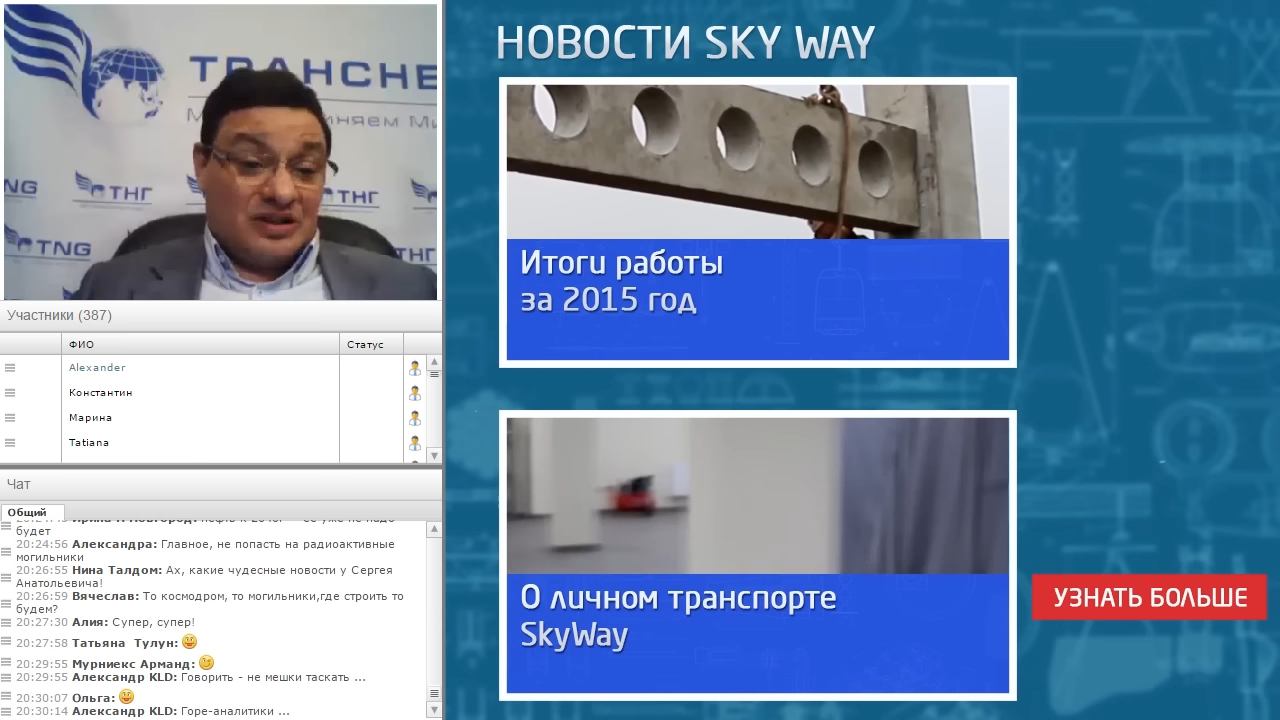 ТРАНСНЕ
иняем Ми
NG
ТНГ
ТНГ
TNG
НГ
Участники (387)
ФИО
Статус
Alexander
Константин
Марина
Tatiana
Чат
Общий
будет
20:24:56 Александра: Главное, не попасть на радиоактивные
могильники
20:26:55 Нина Талдом: Ах, какие чудесные новости у Сергея
Анатольевича!
20:26:59 Вячеслав: То космодром, то могильники,где строить то
будем?
20:27:30 Алия: Супер, супер!
20:27:58 Татьяна Тулун:
20:29:55 Мурниекс Арманд:
20:29:55 Александр KLD: Говорить - не мешки таскать ...
20:30:07 Ольга:
20:30:14 Александр KLD: Горе-аналитики ...
НОВОСТИ SKY WAY
Итоги работы
за 2015 год
О личном транспорте
SkyWay
УЗНАТЬ БОЛЬШЕ